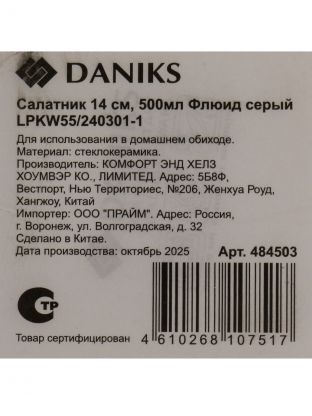 DANIKS
Салатник 14 см, 500мл Флюид серый
LPKW55/240301-1
Для использования в домашнем обиходе.
Материал: стеклокерамика.
Производитель: КОМФОРТ ЭНД ХЕЛЗ
ХОУМВЭР КО., ЛИМИТЕД. Адрес: 5Б8Ф,
Вестпорт, Нью Территориес, №206, Женхуа Роуд,
Хангжоу, Китай
Импортер: ООО "ПРАЙМ". Адрес: Россия,
г. Воронеж, ул. Волгоградская, д. 32
Сделано в Китае.
Дата производства: октябрь 2025 Арт. 484503
СТР
Товар сертифицирован 4 610268 107517